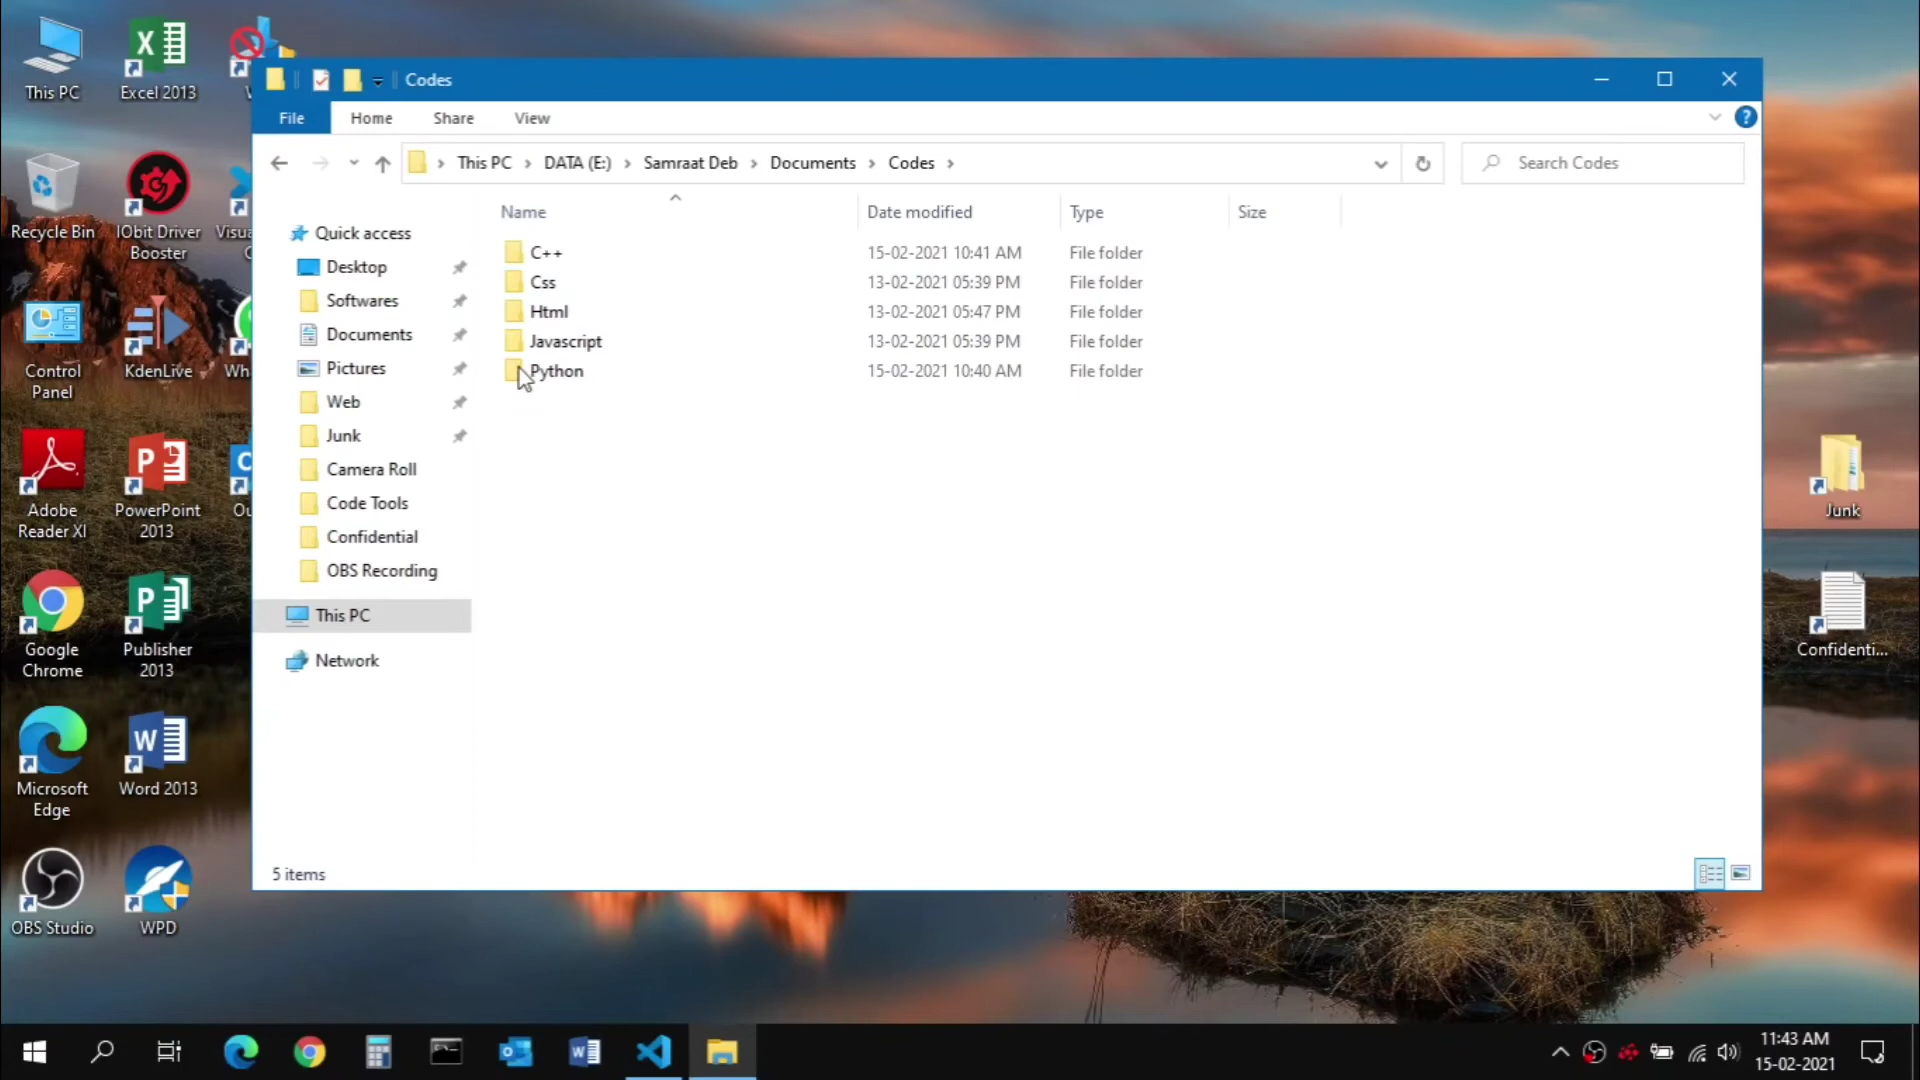 This PC
Excel 2013
Recycle Bin
IObit Driver
Booster
Visua
Control
Panel
KdenLive
Wh
Adobe
Reader XI
PowerPoint
2013
Ou
Google
Chrome
Publisher
2013
Microsoft
Edge
Word 2013
OBS Studio
WPD
Codes
File
Home
Share
View
This PC
DATA (E:)
Samraat Deb
Documents
Codes
Search Codes
Name
Date modified
Type
Size
Quick access
Desktop
Softwares
Documents
Pictures
Web
Junk
Camera Roll
Code Tools
Confidential
OBS Recording
This PC
Network
C++ 15-02-2021 10:41 AM File folder
Css 13-02-2021 05:39 PM File folder
Html 13-02-2021 05:47 PM File folder
Javascript 13-02-2021 05:39 PM File folder
Python 15-02-2021 10:40 AM File folder
5 items
Junk
Confidenti...
11:43 AM
15-02-2021